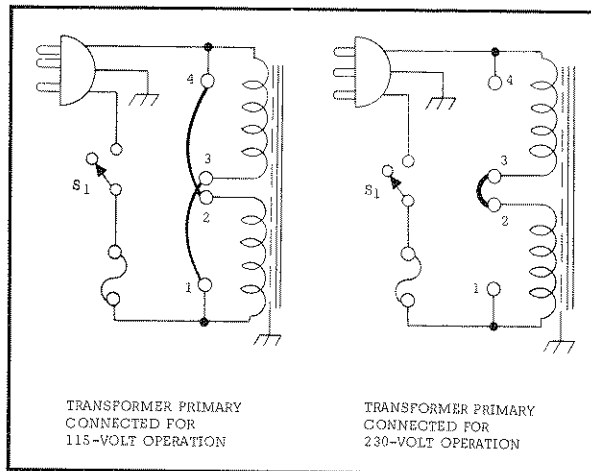 4
3
S1
2
1
TRANSFORMER PRIMARY
CONNECTED FOR
115-VOLT OPERATION
4
3
S1
2
1
TRANSFORMER PRIMARY
CONNECTED FOR
230-VOLT OPERATION